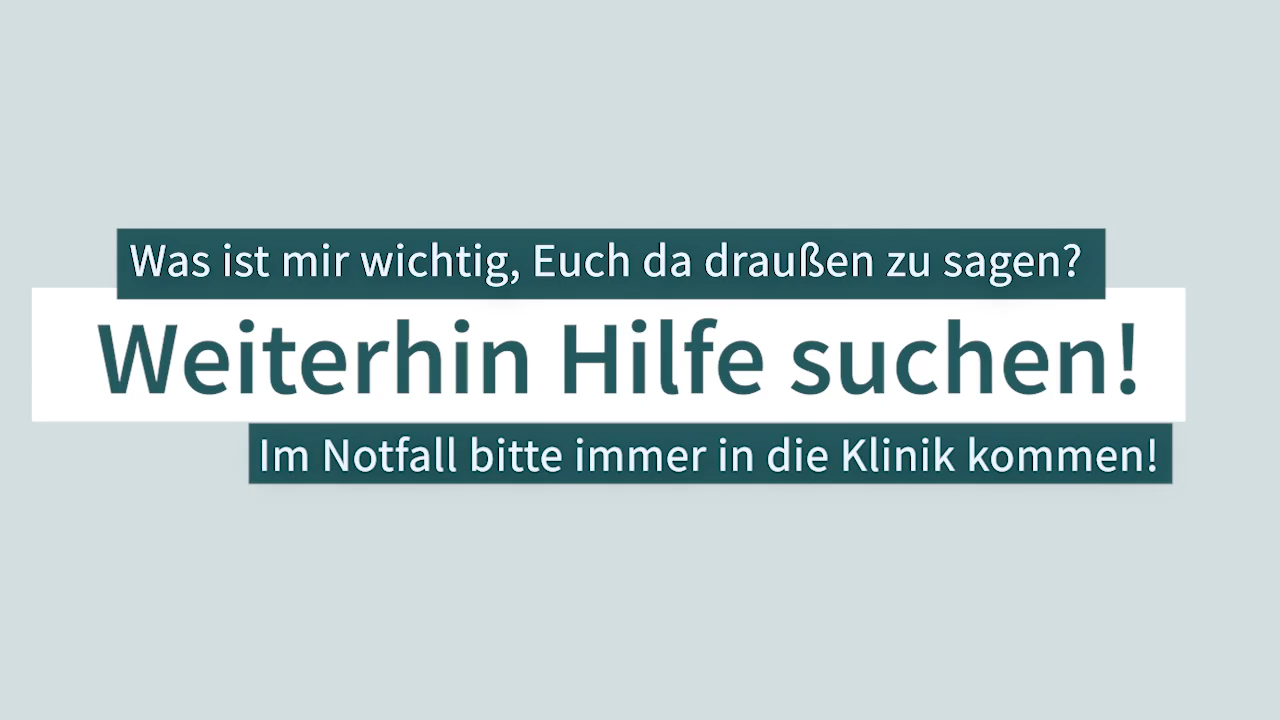 Was ist mir wichtig, Euch da draußen zu sagen?
Weiterhin Hilfe suchen!
Im Notfall bitte immer in die Klinik kommen!